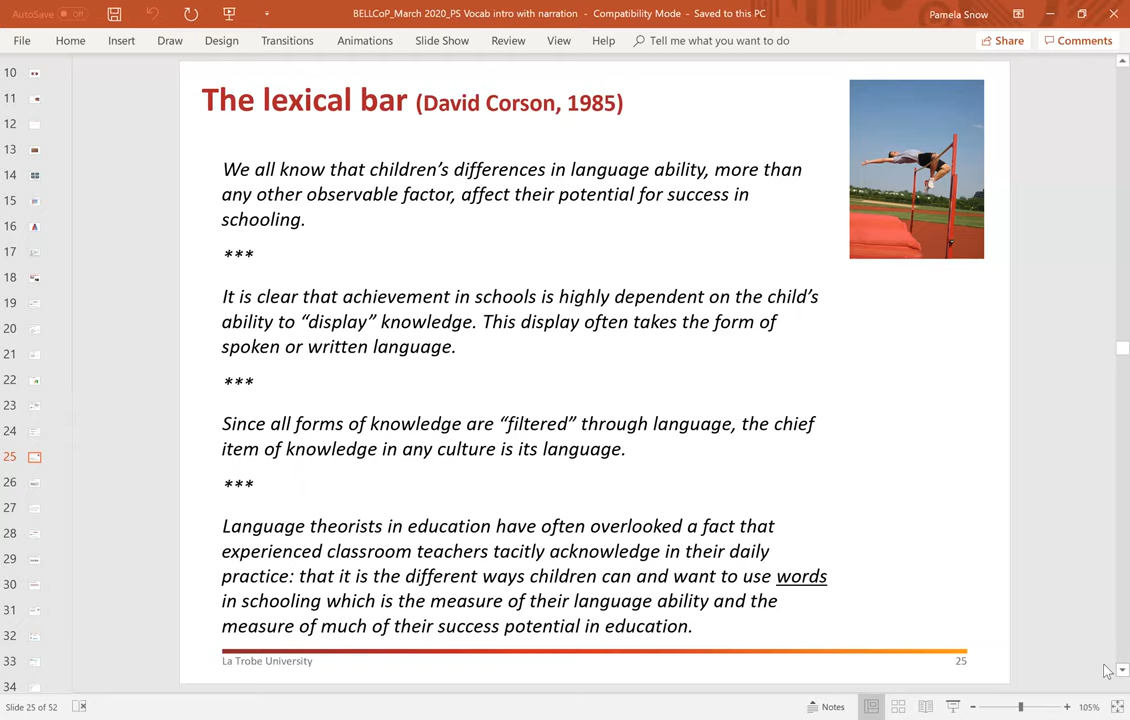 AutoSave Off BELLCoP_March 2020_PS Vocab intro with narration - Compatibility Mode - Saved to this PC Pamela Snow
File Home Insert Draw Design Transitions Animations Slide Show Review View Help Tell me what you want to do Share Comments
10
11
12
13
14
15
16
17
18
19
20
21
22
23
24
25
26
27
28
29
30
31
32
33
34
The lexical bar (David Corson, 1985)
We all know that children's differences in language ability, more than
any other observable factor, affect their potential for success in
schooling.
***
It is clear that achievement in schools is highly dependent on the child's
ability to “display” knowledge. This display often takes the form of
spoken or written language.
***
Since all forms of knowledge are “filtered” through language, the chief
item of knowledge in any culture is its language.
***
Language theorists in education have often overlooked a fact that
experienced classroom teachers tacitly acknowledge in their daily
practice: that it is the different ways children can and want to use words
in schooling which is the measure of their language ability and the
measure of much of their success potential in education.
La Trobe University 25
Slide 25 of 52 Notes 105%